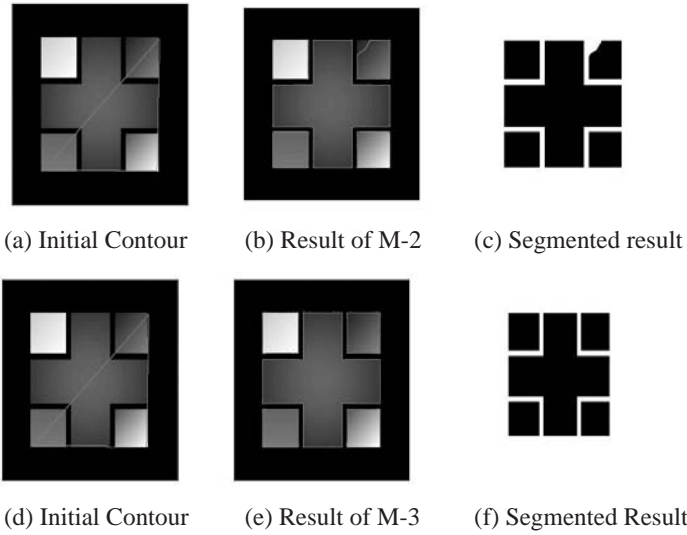 (a) Initial Contour
(b) Result of M-2
(c) Segmented result
(d) Initial Contour
(e) Result of M-3
(f) Segmented Result